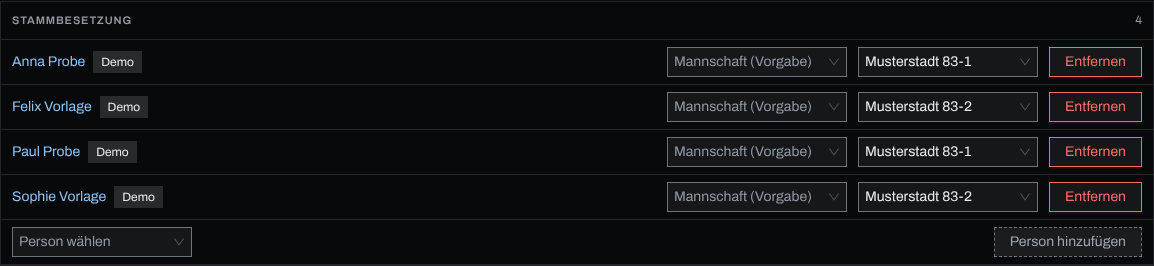 STAMMBESETZUNG 4
Anna Probe Demo Mannschaft (Vorgabe) Musterstadt 83-1 Entfernen
Felix Vorlage Demo Mannschaft (Vorgabe) Musterstadt 83-2 Entfernen
Paul Probe Demo Mannschaft (Vorgabe) Musterstadt 83-1 Entfernen
Sophie Vorlage Demo Mannschaft (Vorgabe) Musterstadt 83-2 Entfernen
Person wählen Person hinzufügen